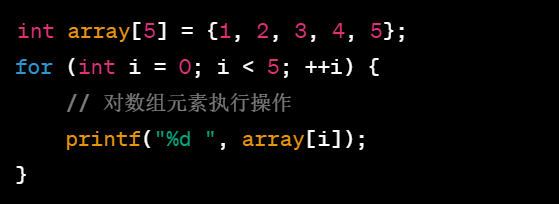 int array[5] = {1, 2, 3, 4, 5};
for (int i = 0; i < 5; ++i) {
    // 对数组元素执行操作
    printf("%d ", array[i]);
}